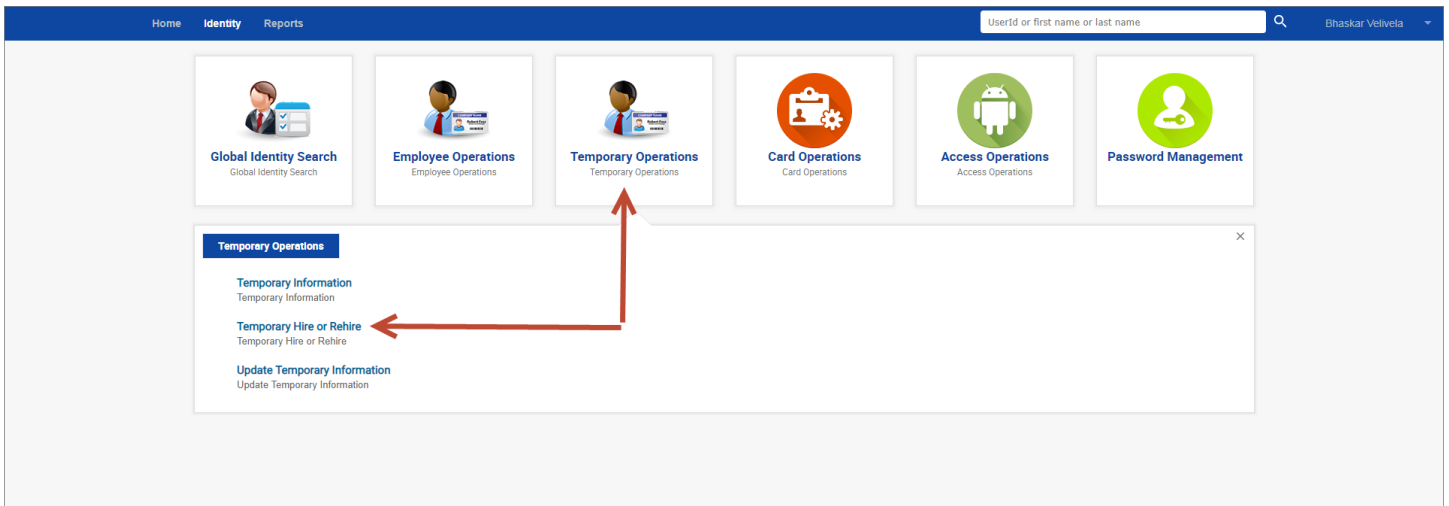 Home Identity Reports UserId or first name or last name Bhaskar Velivela
Global Identity Search
Global Identity Search
Employee Operations
Employee Operations
Temporary Operations
Temporary Operations
Card Operations
Card Operations
Access Operations
Access Operations
Password Management
Temporary Operations
Temporary Information
Temporary Information
Temporary Hire or Rehire
Temporary Hire or Rehire
Update Temporary Information
Update Temporary Information